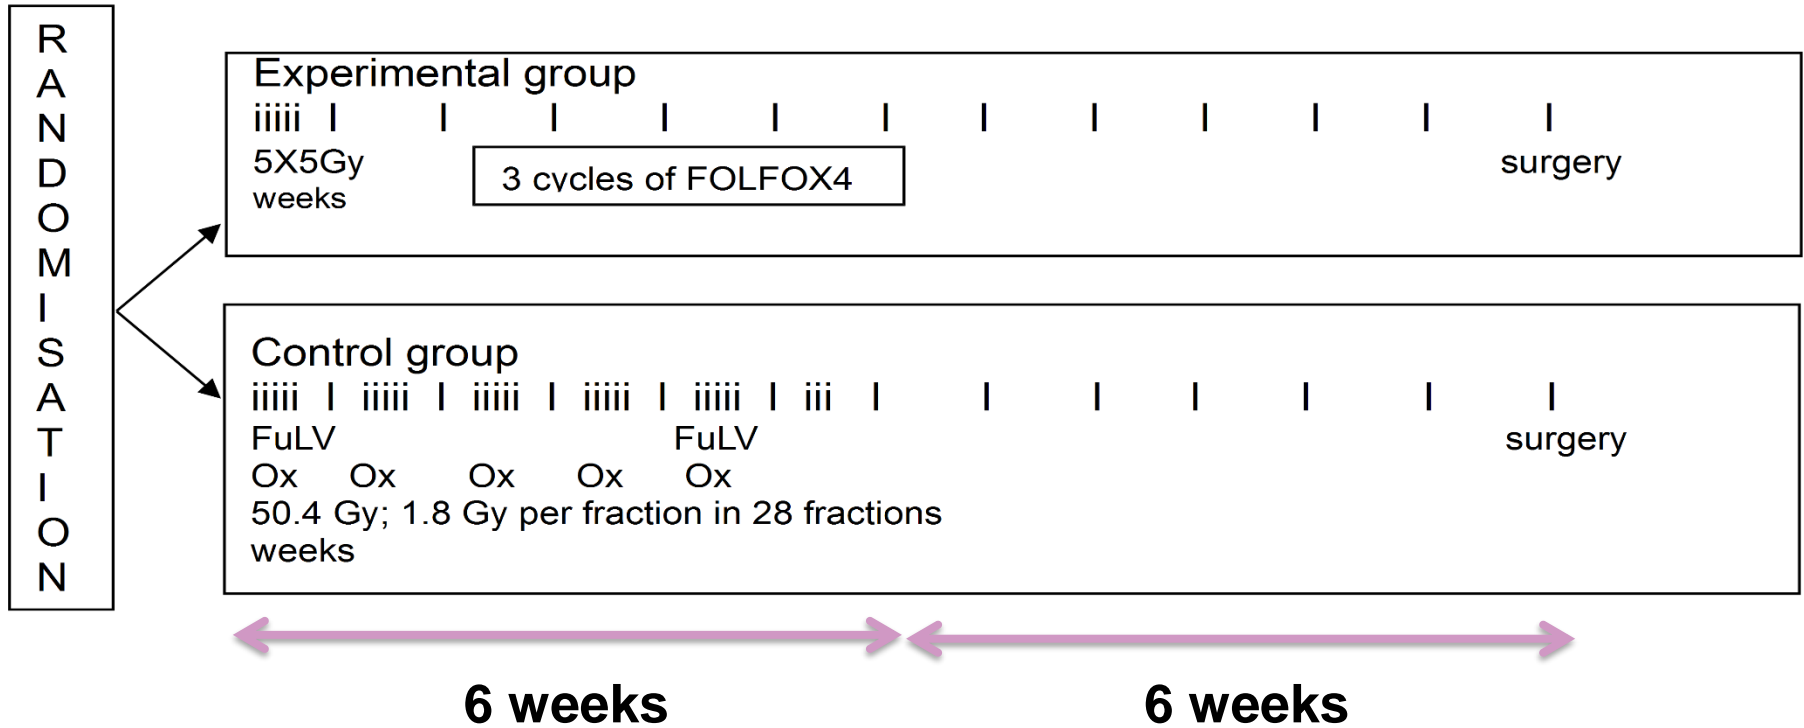 RANDOMISATION
Experimental group
iiiii I I I I I I I I I I I I
5X5Gy
weeks
3 cycles of FOLFOX4
surgery
Control group
iiiii I iiiii I iiiii I iiiii I iiiii I iii I I I I I I I
FuLV FuLV
surgery
Ox Ox Ox Ox Ox
50.4 Gy; 1.8 Gy per fraction in 28 fractions
weeks
6 weeks
6 weeks